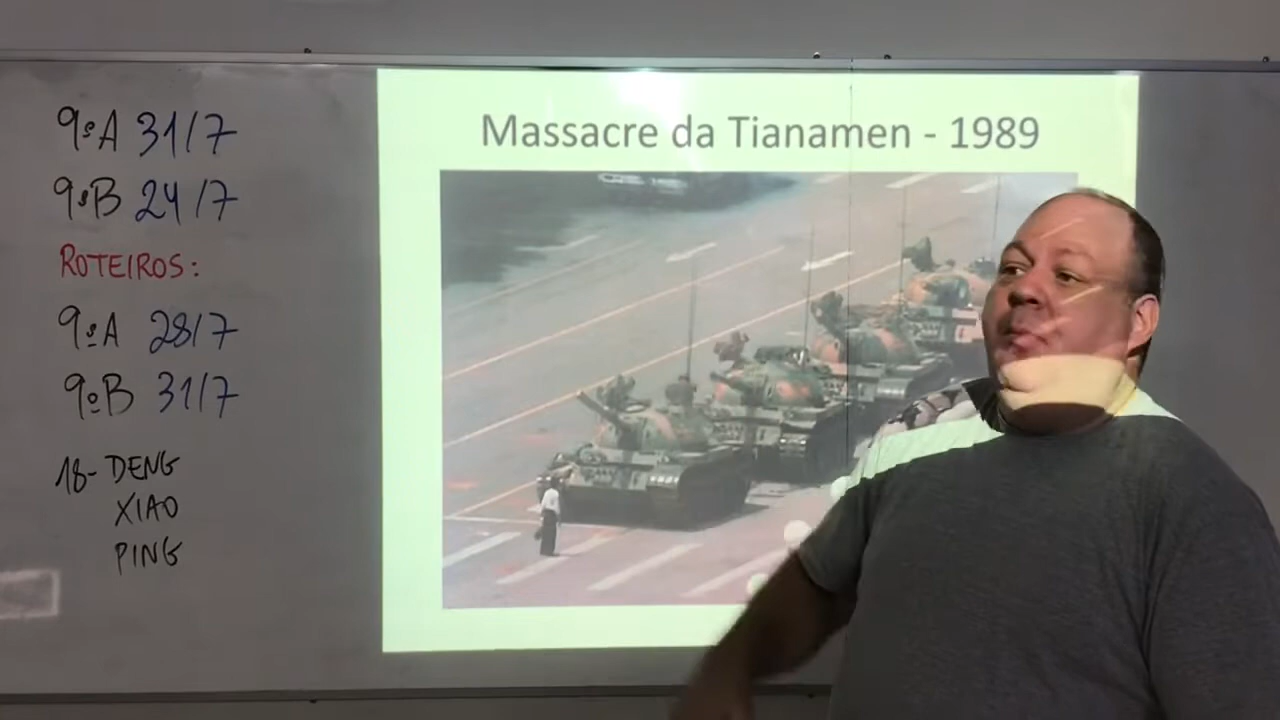 9ºA 31/7
9ºB 24/7
ROTEIROS:
9ºA 28/7
9ºB 31/7
18- DENG
XIAO
PING
Massacre da Tianamen - 1989